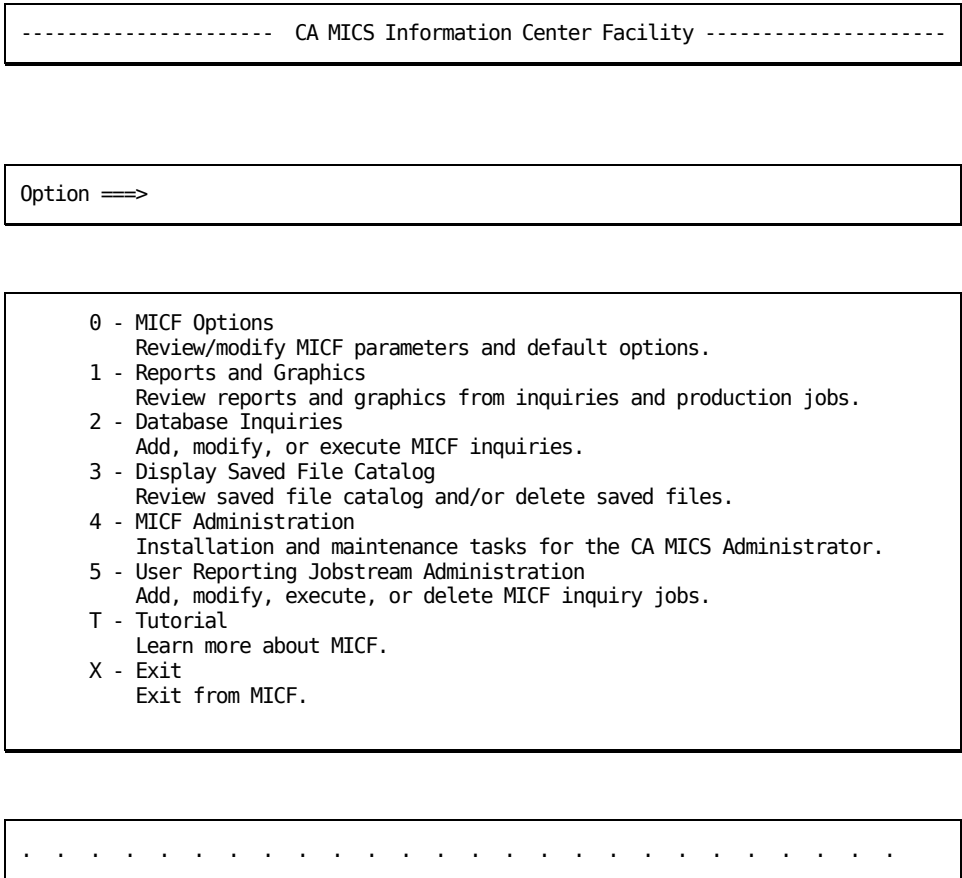 ----------------------  CA MICS Information Center Facility ---------------------
Option ===>
0 - MICF Options
Review/modify MICF parameters and default options.
1 - Reports and Graphics
Review reports and graphics from inquiries and production jobs.
2 - Database Inquiries
Add, modify, or execute MICF inquiries.
3 - Display Saved File Catalog
Review saved file catalog and/or delete saved files.
4 - MICF Administration
Installation and maintenance tasks for the CA MICS Administrator.
5 - User Reporting Jobstream Administration
Add, modify, execute, or delete MICF inquiry jobs.
T - Tutorial
Learn more about MICF.
X - Exit
Exit from MICF.
.  .  .  .  .  .  .  .  .  .  .  .  .  .  .  .  .  .  .  .  .  .  .  .  .  .